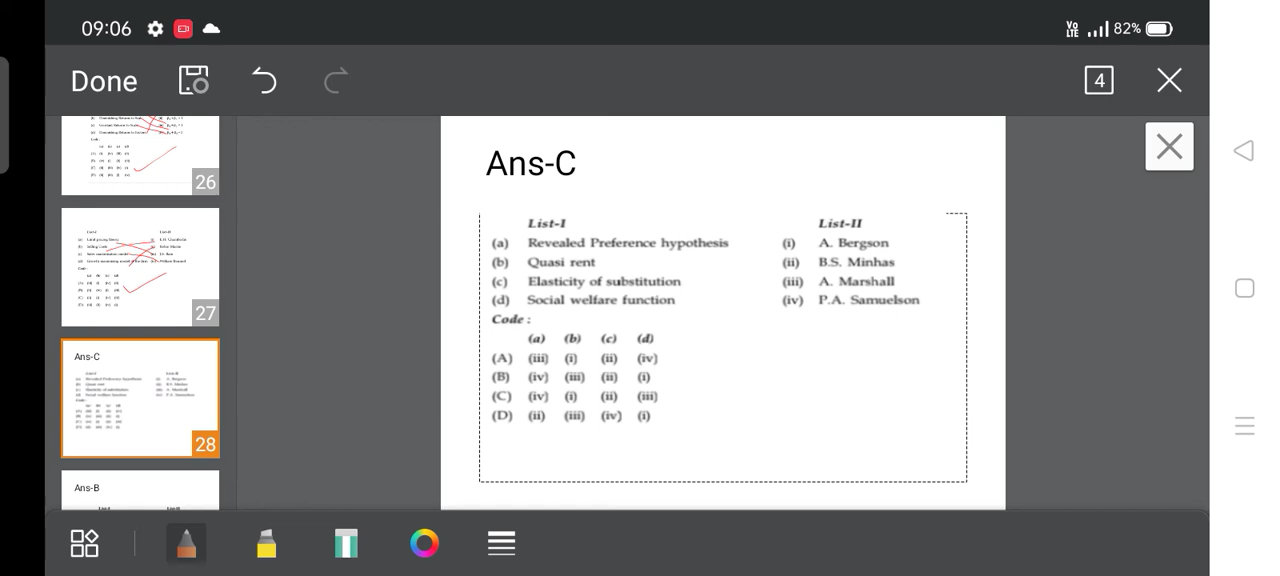 09:06
Vo LTE 82%
Done
4
26
27
Ans-C
28
Ans-B
Ans-C
List-I List-II
(a) Revealed Preference hypothesis (i) A. Bergson
(b) Quasi rent (ii) B.S. Minhas
(c) Elasticity of substitution (iii) A. Marshall
(d) Social welfare function (iv) P.A. Samuelson
Code :
(a) (b) (c) (d)
(A) (iii) (i) (ii) (iv)
(B) (iv) (iii) (ii) (i)
(C) (iv) (i) (ii) (iii)
(D) (ii) (iii) (iv) (i)